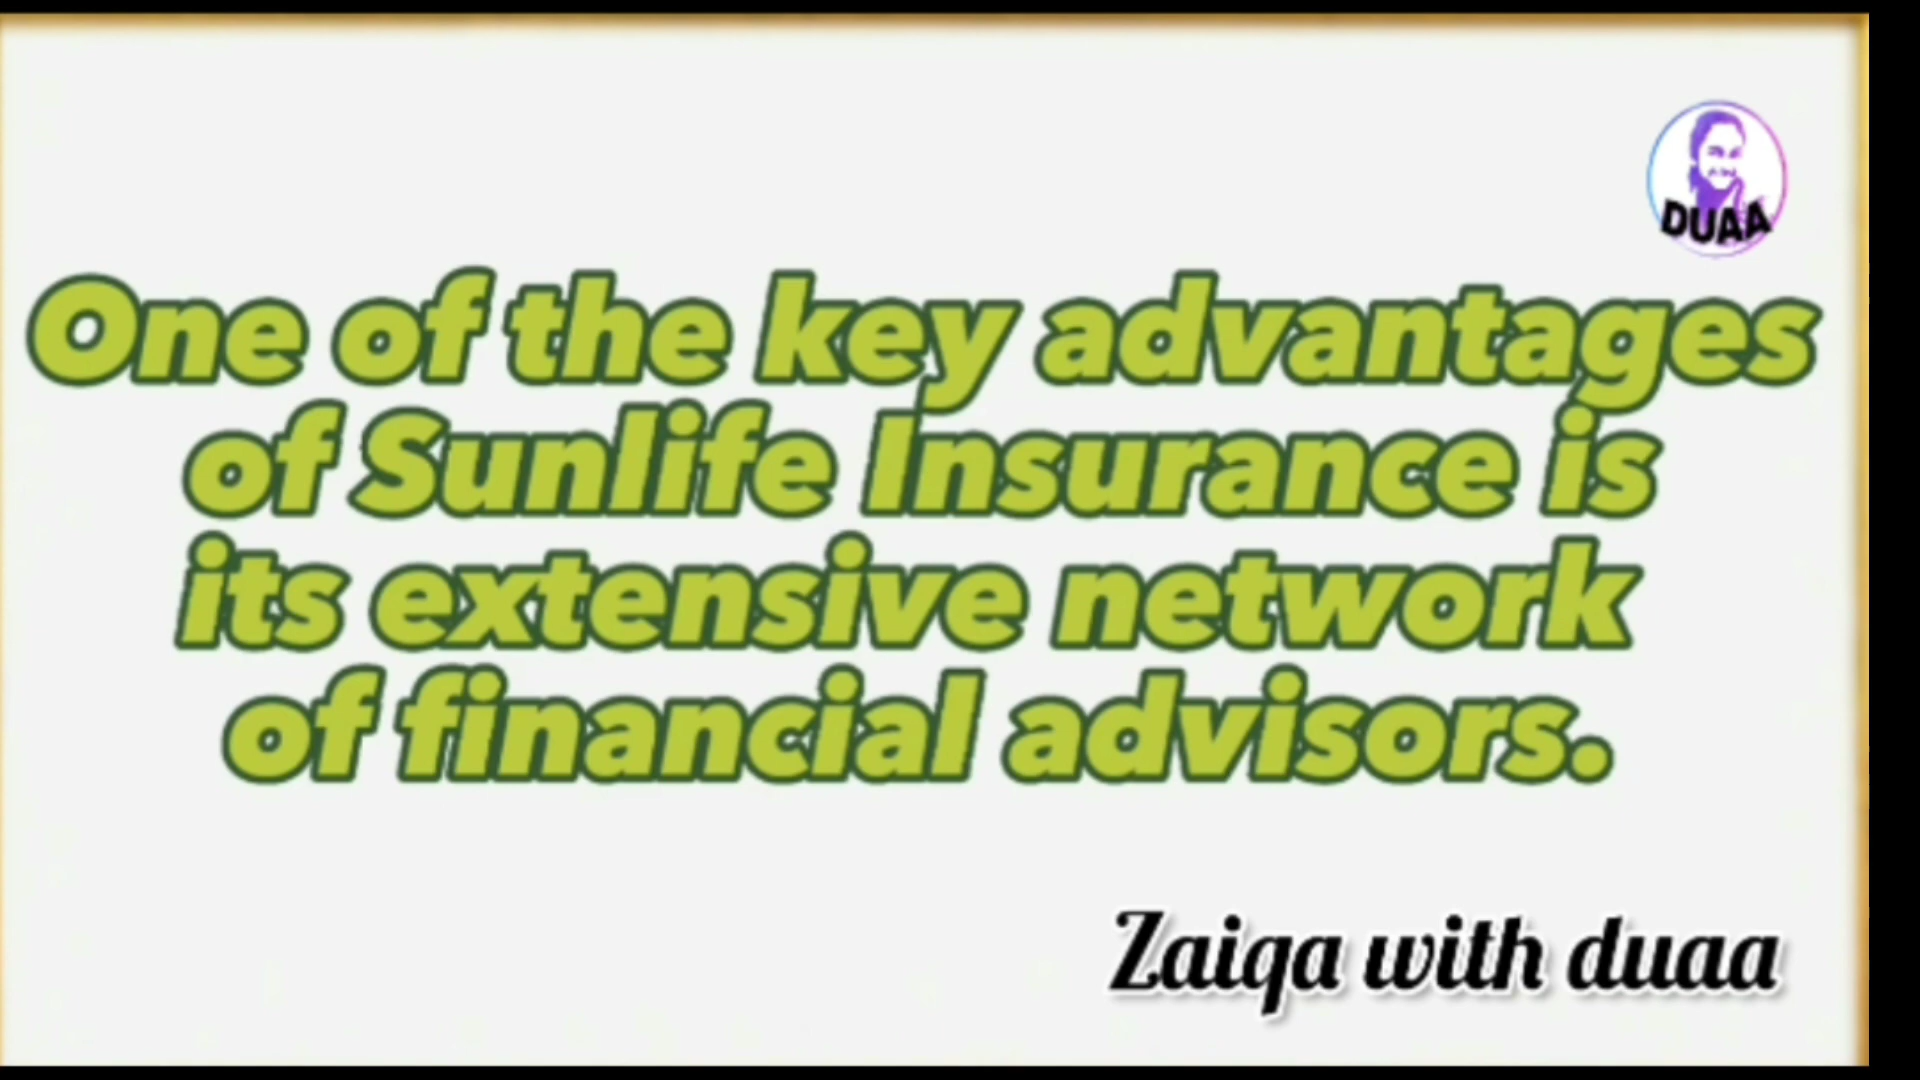 DUAA
One of the key advantages
of Sunlife Insurance is
its extensive network
of financial advisors.
Zaiqa with duaa